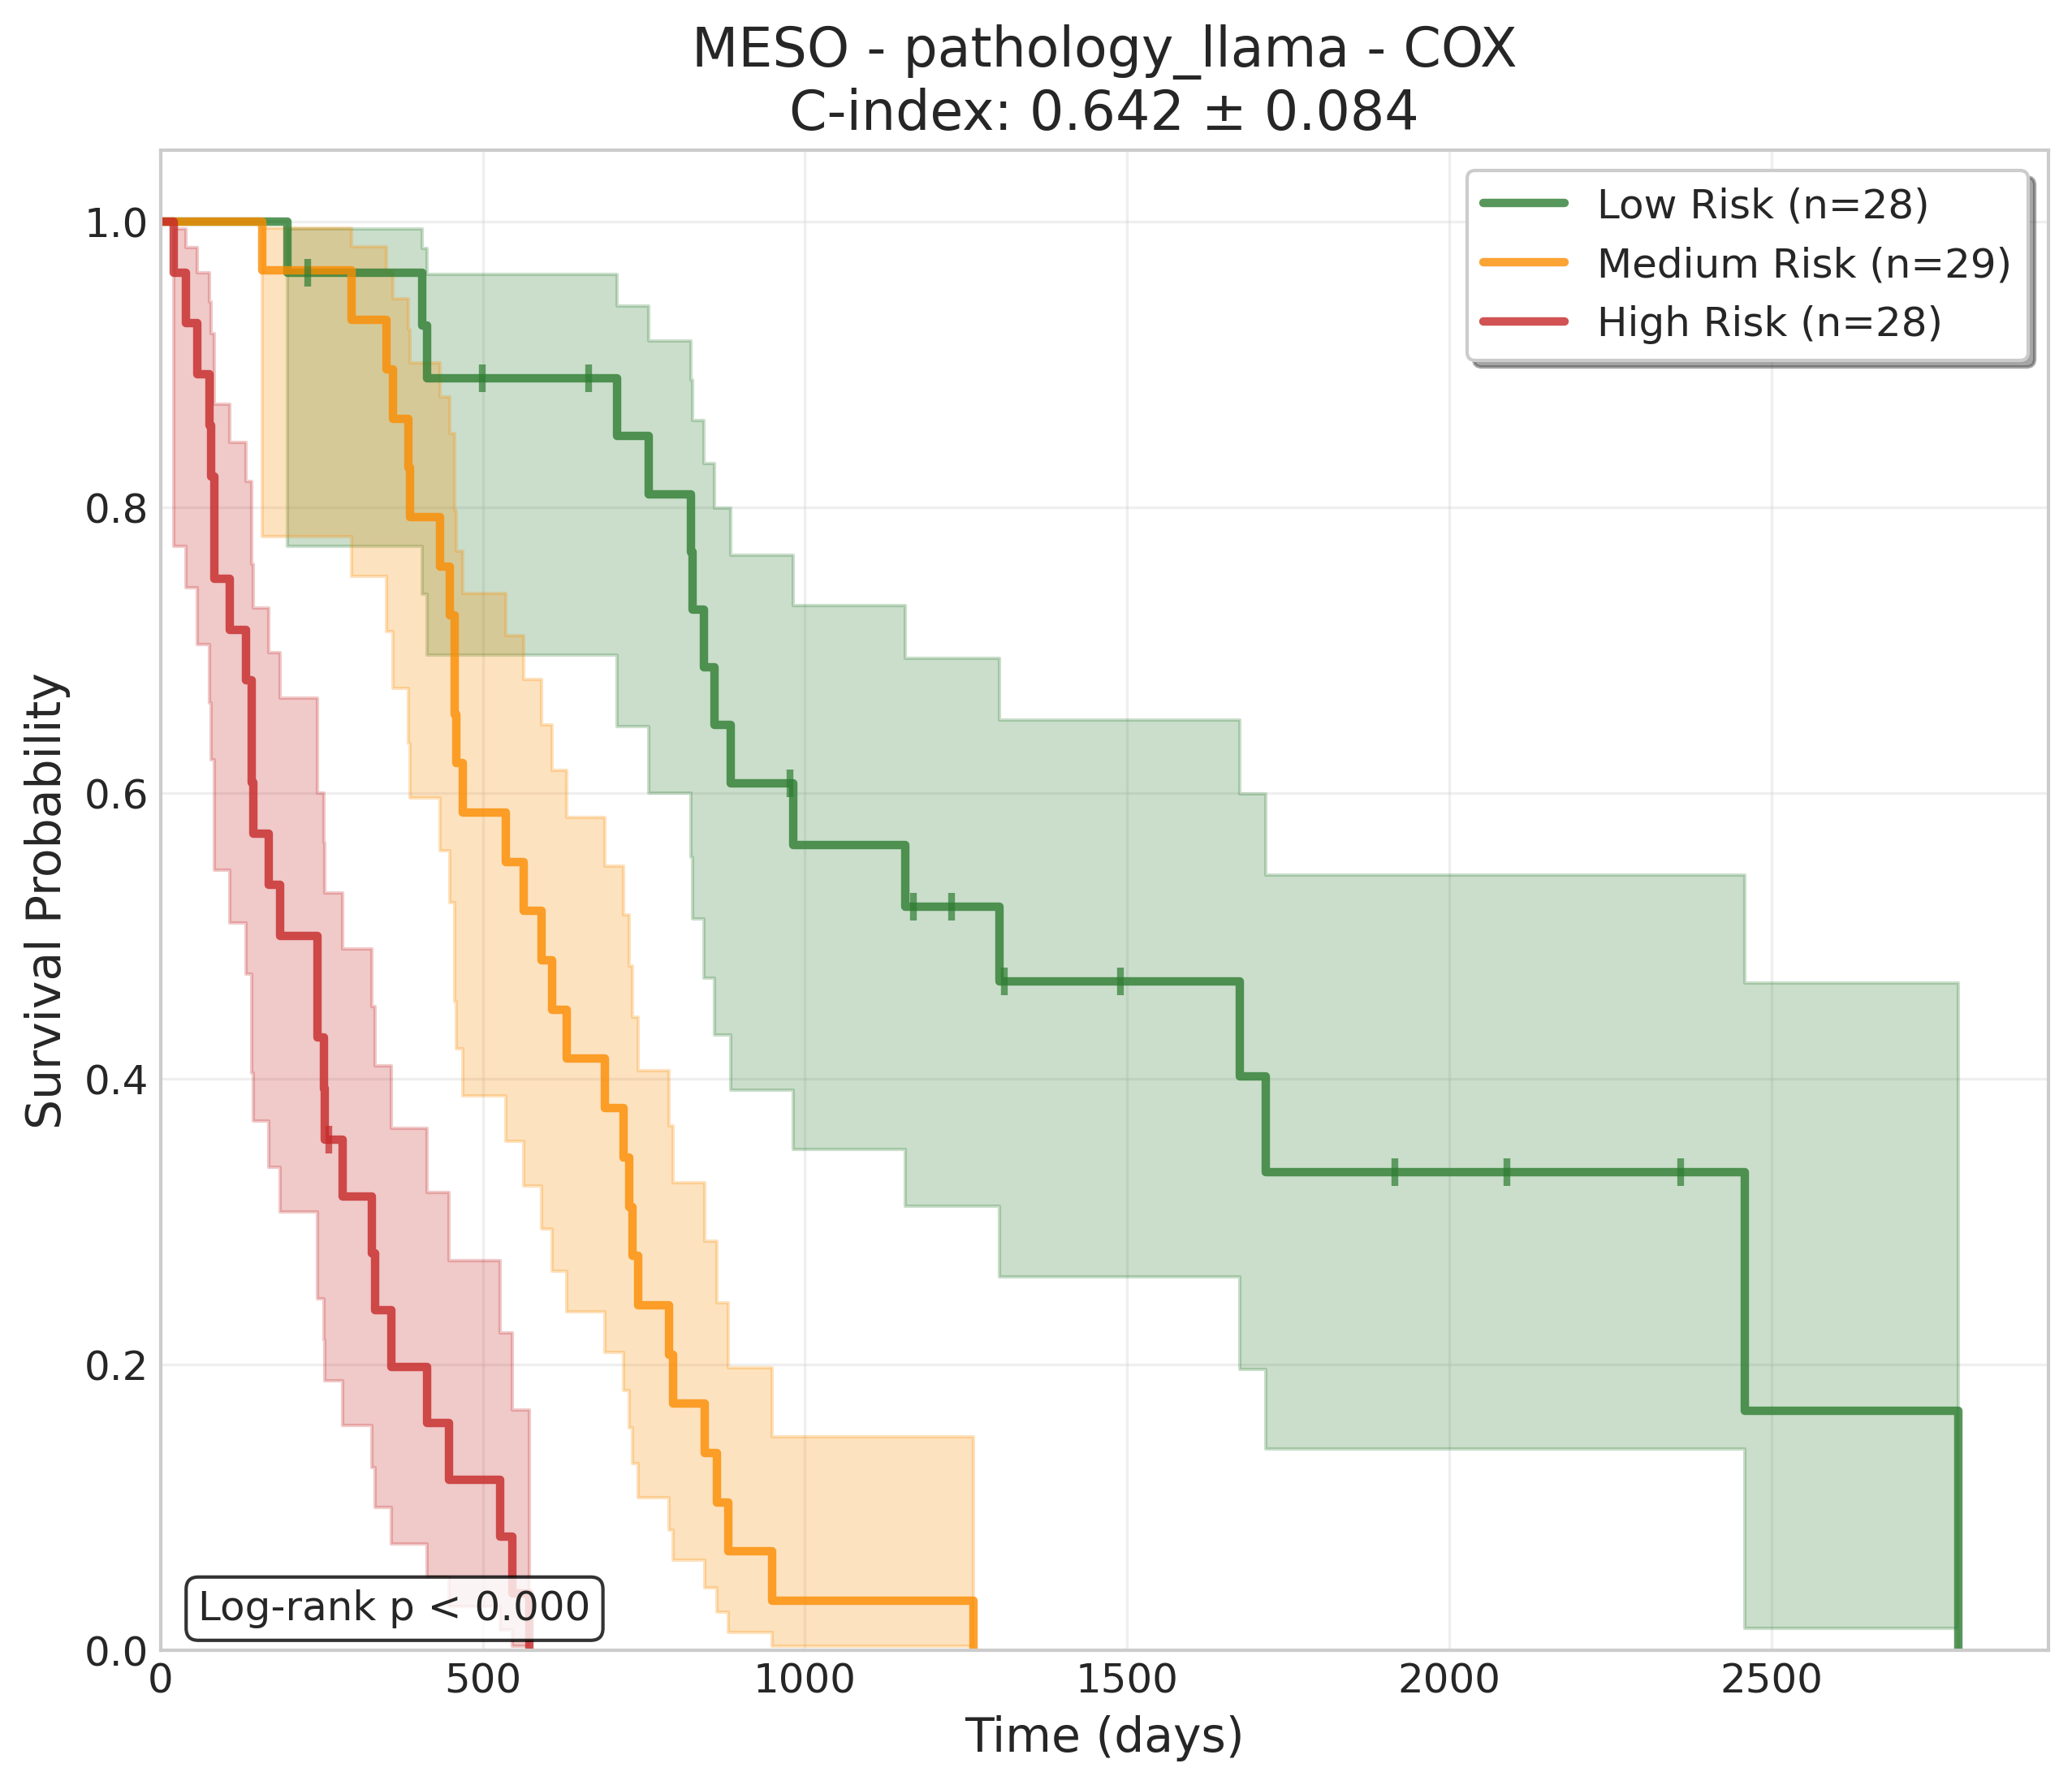 MESO - pathology_llama - COX
C-index: 0.642 ± 0.084
Low Risk (n=28)
Medium Risk (n=29)
High Risk (n=28)
Survival Probability
1.0
0.8
0.6
0.4
0.2
0.0
Log-rank p < 0.000
0 500 1000 1500 2000 2500
Time (days)